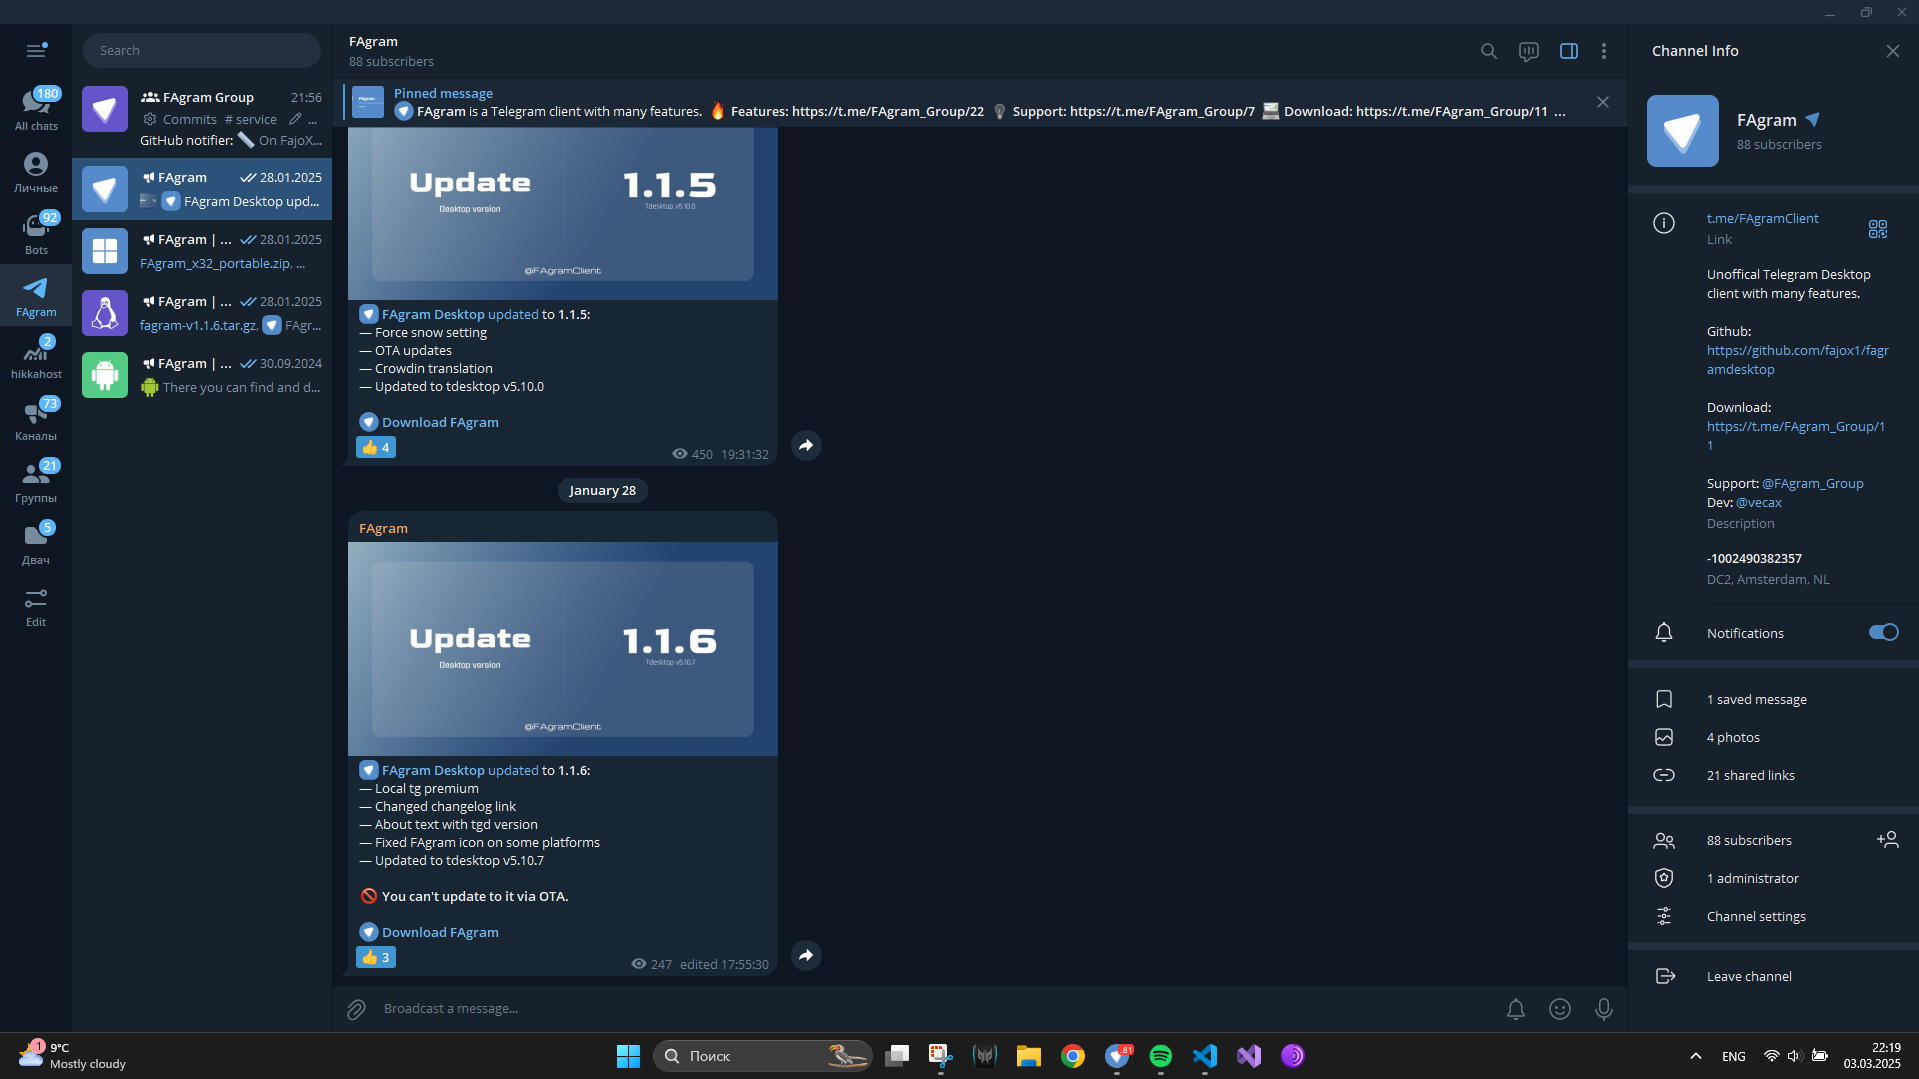 Search
180
All chats
Личные
92
Bots
FAgram
2
hikkahost
73
Каналы
21
Группы
5
Двач
Edit
FAgram Group 21:56
Commits # service ...
GitHub notifier: On FajoX...
FAgram 28.01.2025
FAgram Desktop upd...
FAgram | ... 28.01.2025
FAgram_x32_portable.zip, ...
FAgram | ... 28.01.2025
fagram-v1.1.6.tar.gz, FAgr...
FAgram | ... 30.09.2024
There you can find and d...
FAgram
88 subscribers
Pinned message
FAgram is a Telegram client with many features. Features: https://t.me/FAgram_Group/22 Support: https://t.me/FAgram_Group/7 Download: https://t.me/FAgram_Group/11 ...
Update 1.1.5
Desktop version Tdesktop v5.10.0
@FAgramClient
FAgram Desktop updated to 1.1.5:
— Force snow setting
— OTA updates
— Crowdin translation
— Updated to tdesktop v5.10.0
Download FAgram
4
450 19:31:32
January 28
FAgram
Update 1.1.6
Desktop version Tdesktop v5.10.7
@FAgramClient
FAgram Desktop updated to 1.1.6:
— Local tg premium
— Changed changelog link
— About text with tgd version
— Fixed FAgram icon on some platforms
— Updated to tdesktop v5.10.7
You can't update to it via OTA.
Download FAgram
3
247 edited 17:55:30
Broadcast a message...
Channel Info
FAgram
88 subscribers
t.me/FAgramClient
Link
Unoffical Telegram Desktop
client with many features.
Github:
https://github.com/fajox1/fagr
amdesktop
Download:
https://t.me/FAgram_Group/1
1
Support: @FAgram_Group
Dev: @vecax
Description
-1002490382357
DC2, Amsterdam, NL
Notifications
1 saved message
4 photos
21 shared links
88 subscribers
1 administrator
Channel settings
Leave channel
1
9°C
Mostly cloudy
Поиск
81
ENG
22:19
03.03.2025